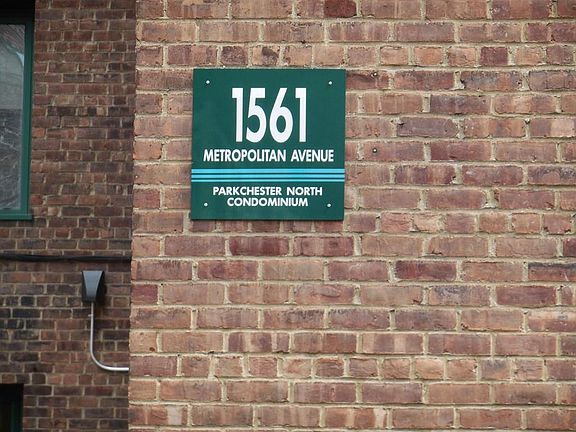 1561
METROPOLITAN AVENUE
PARKCHESTER NORTH
CONDOMINIUM